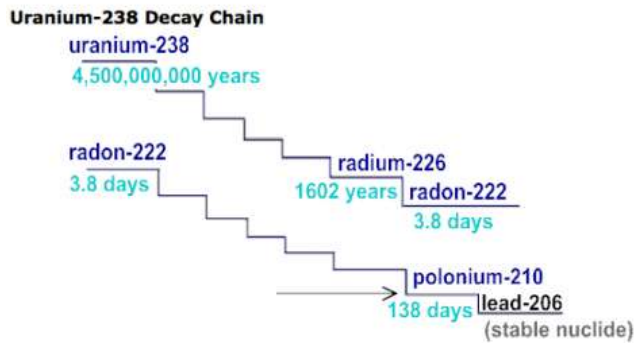 Uranium-238 Decay Chain
uranium-238
4,500,000,000 years
radium-226
1602 years
radon-222
3.8 days
radon-222
3.8 days
polonium-210
138 days
lead-206
(stable nuclide)